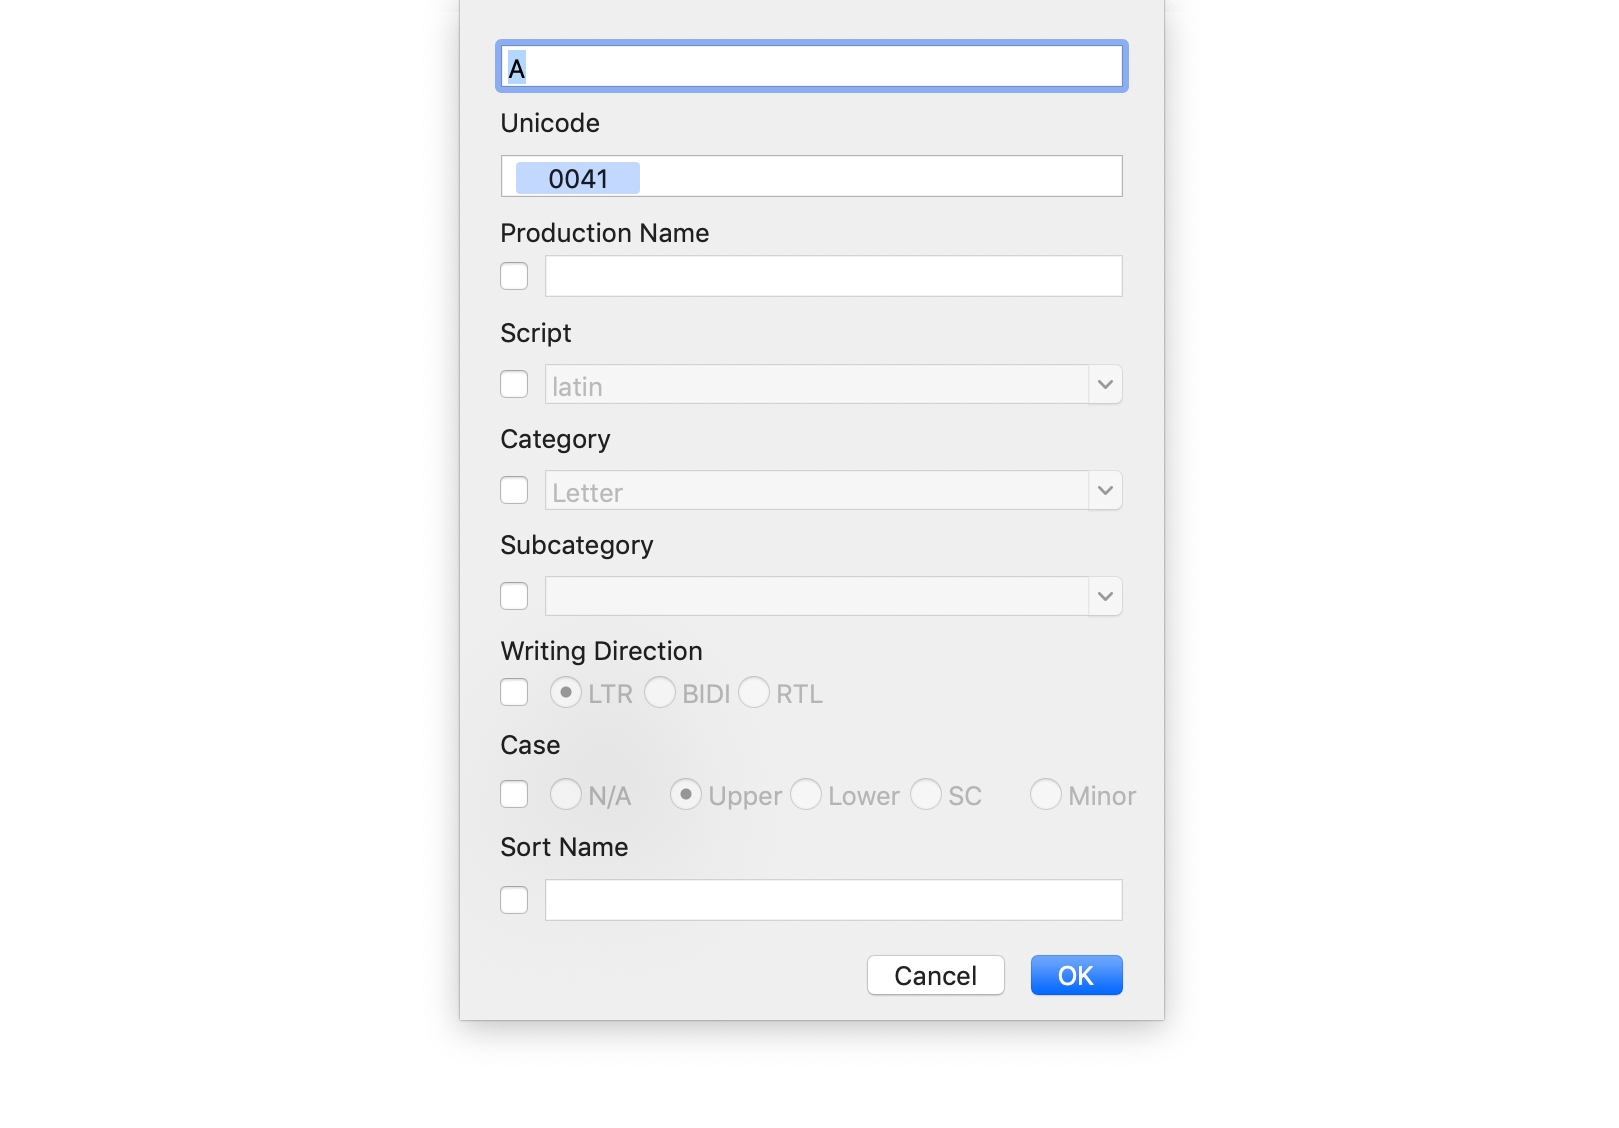 A
Unicode
0041
Production Name
Script
latin
Category
Letter
Subcategory
Writing Direction
LTR BIDI RTL
Case
N/A Upper Lower SC Minor
Sort Name
Cancel OK